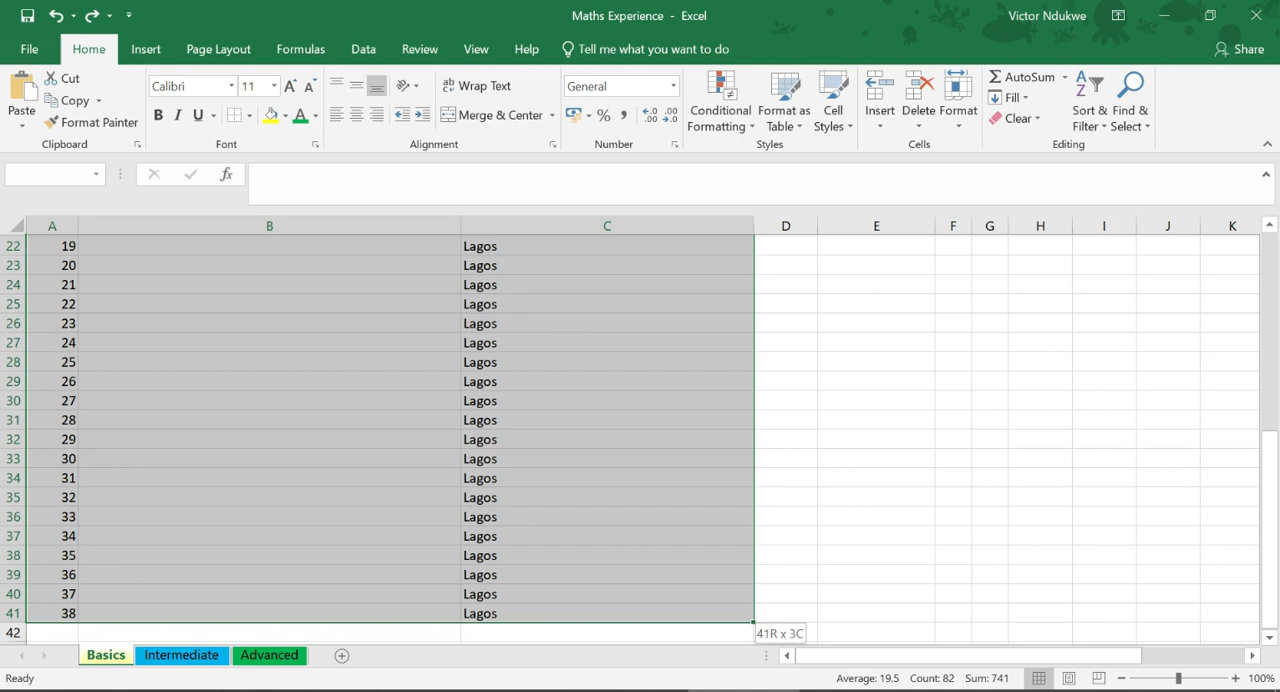 Maths Experience - Excel
Victor Ndukwe
File Home Insert Page Layout Formulas Data Review View Help Tell me what you want to do Share
Paste
Cut
Copy
Format Painter
Clipboard
Calibri 11 A A
B I U A
Font
ab Wrap Text
Merge & Center
Alignment
General
% , .00 .00
Number
Conditional Formatting
Format as Table
Cell Styles
Styles
Insert Delete Format
Cells
AutoSum
Fill
Clear
Sort & Filter
Find & Select
Editing
fx
A B C D E F G H I J K
22 19 Lagos
23 20 Lagos
24 21 Lagos
25 22 Lagos
26 23 Lagos
27 24 Lagos
28 25 Lagos
29 26 Lagos
30 27 Lagos
31 28 Lagos
32 29 Lagos
33 30 Lagos
34 31 Lagos
35 32 Lagos
36 33 Lagos
37 34 Lagos
38 35 Lagos
39 36 Lagos
40 37 Lagos
41 38 Lagos
42 41R x 3C
Basics Intermediate Advanced
Ready Average: 19.5 Count: 82 Sum: 741 100%